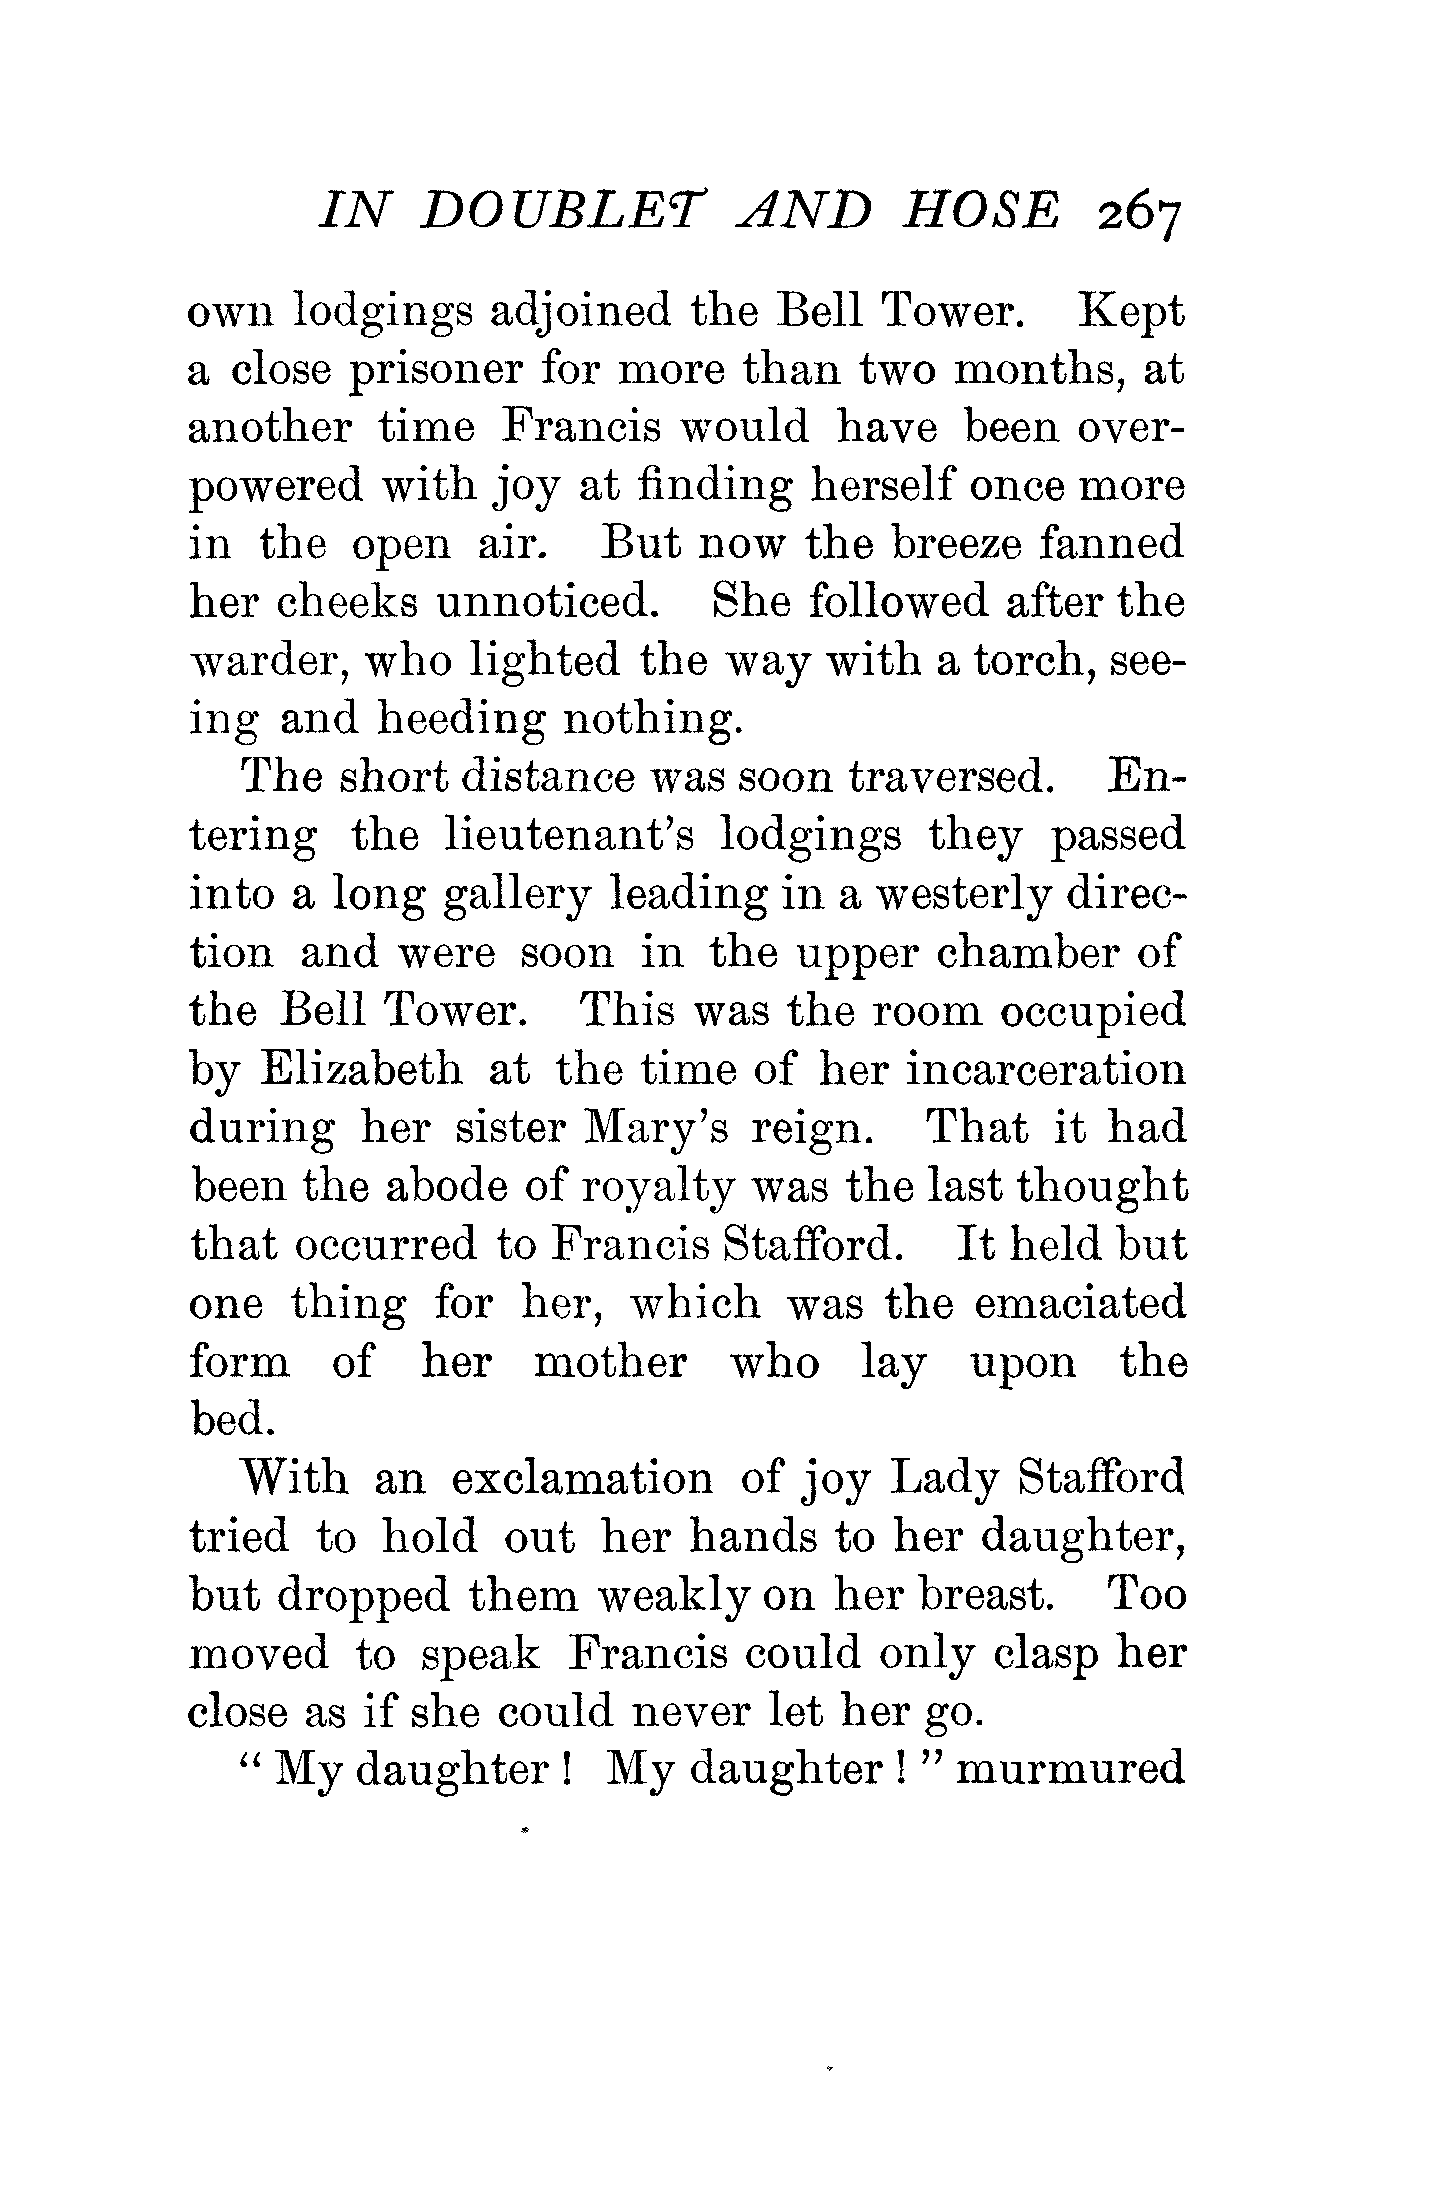 IN DOUBLET AND HOSE 267
own lodgings adjoined the Bell Tower. Kept
a close prisoner for more than two months, at
another time Francis would have been over-
powered with joy at finding herself once more
in the open air. But now the breeze fanned
her cheeks unnoticed. She followed after the
warder, who lighted the way with a torch, see-
ing and heeding nothing.
The short distance was soon traversed. En-
tering the lieutenant's lodgings they passed
into a long gallery leading in a westerly direc-
tion and were soon in the upper chamber of
the Bell Tower. This was the room occupied
by Elizabeth at the time of her incarceration
during her sister Mary's reign. That it had
been the abode of royalty was the last thought
that occurred to Francis Stafford. It held but
one thing for her, which was the emaciated
form of her mother who lay upon the
bed.
With an exclamation of joy Lady Stafford
tried to hold out her hands to her daughter,
but dropped them weakly on her breast. Too
moved to speak Francis could only clasp her
close as if she could never let her go.
“ My daughter ! My daughter ! ” murmured